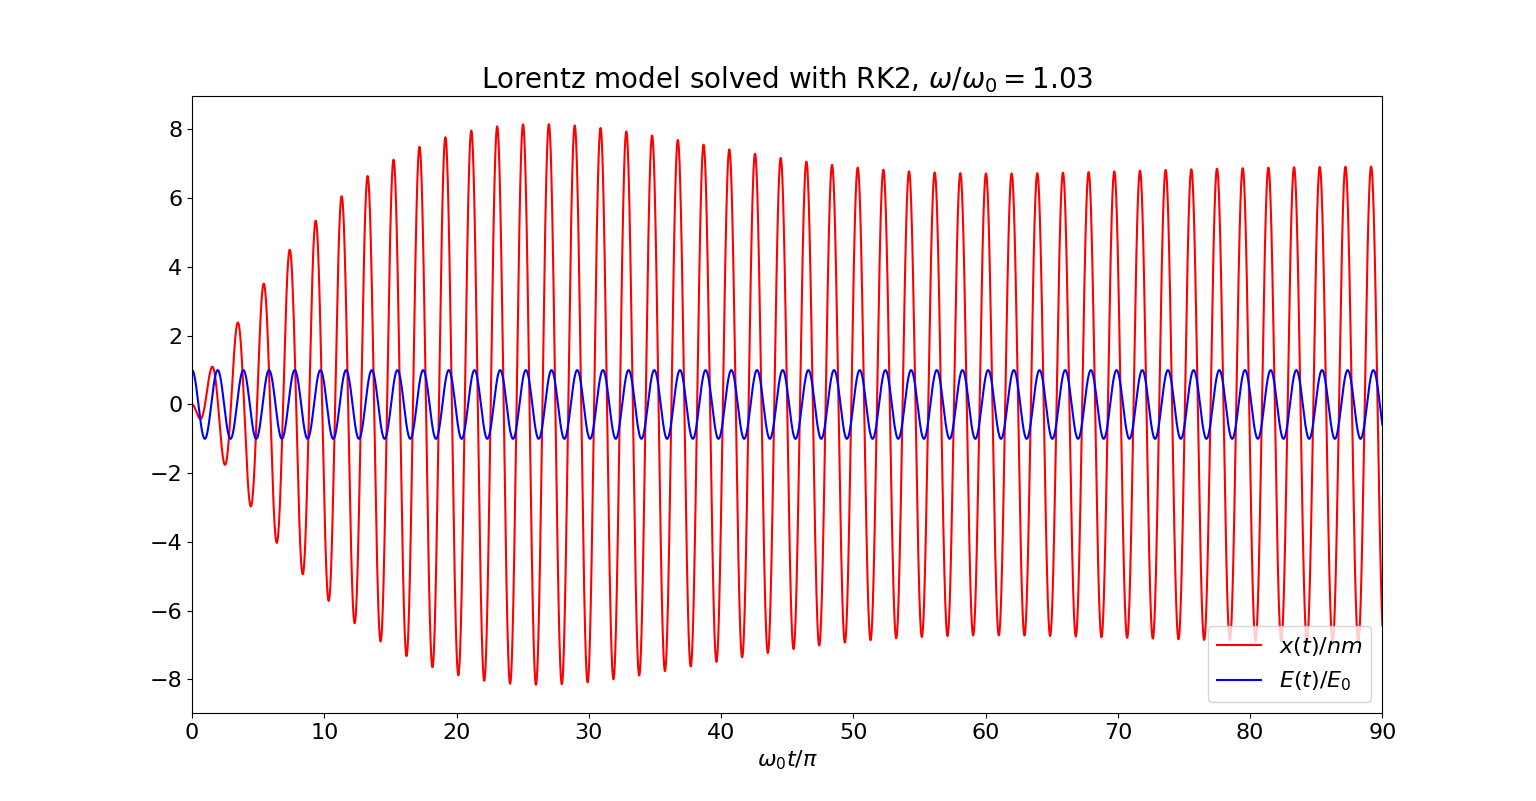 Lorentz model solved with RK2, ω/ω₀ = 1.03
8
6
4
2
0
−2
−4
−6
−8
0 10 20 30 40 50 60 70 80 90
ω₀t/π
x(t)/nm
E(t)/E₀